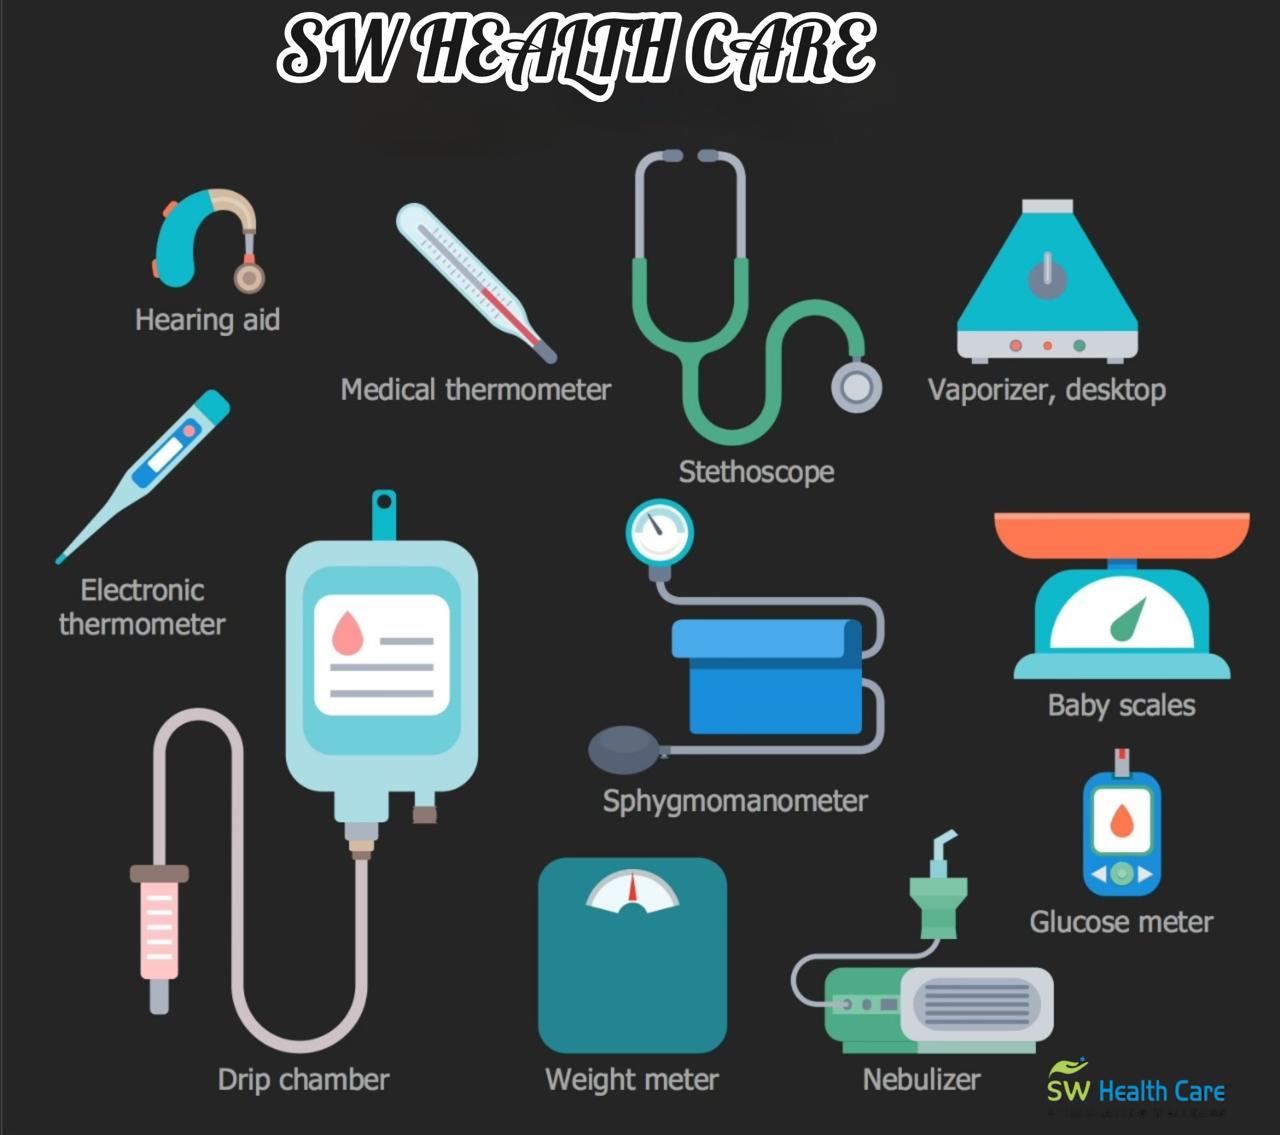 SW HEALTH CARE
Hearing aid
Medical thermometer
Stethoscope
Vaporizer, desktop
Electronic
thermometer
Baby scales
Sphygmomanometer
Glucose meter
Drip chamber
Weight meter
Nebulizer
SW Health Care